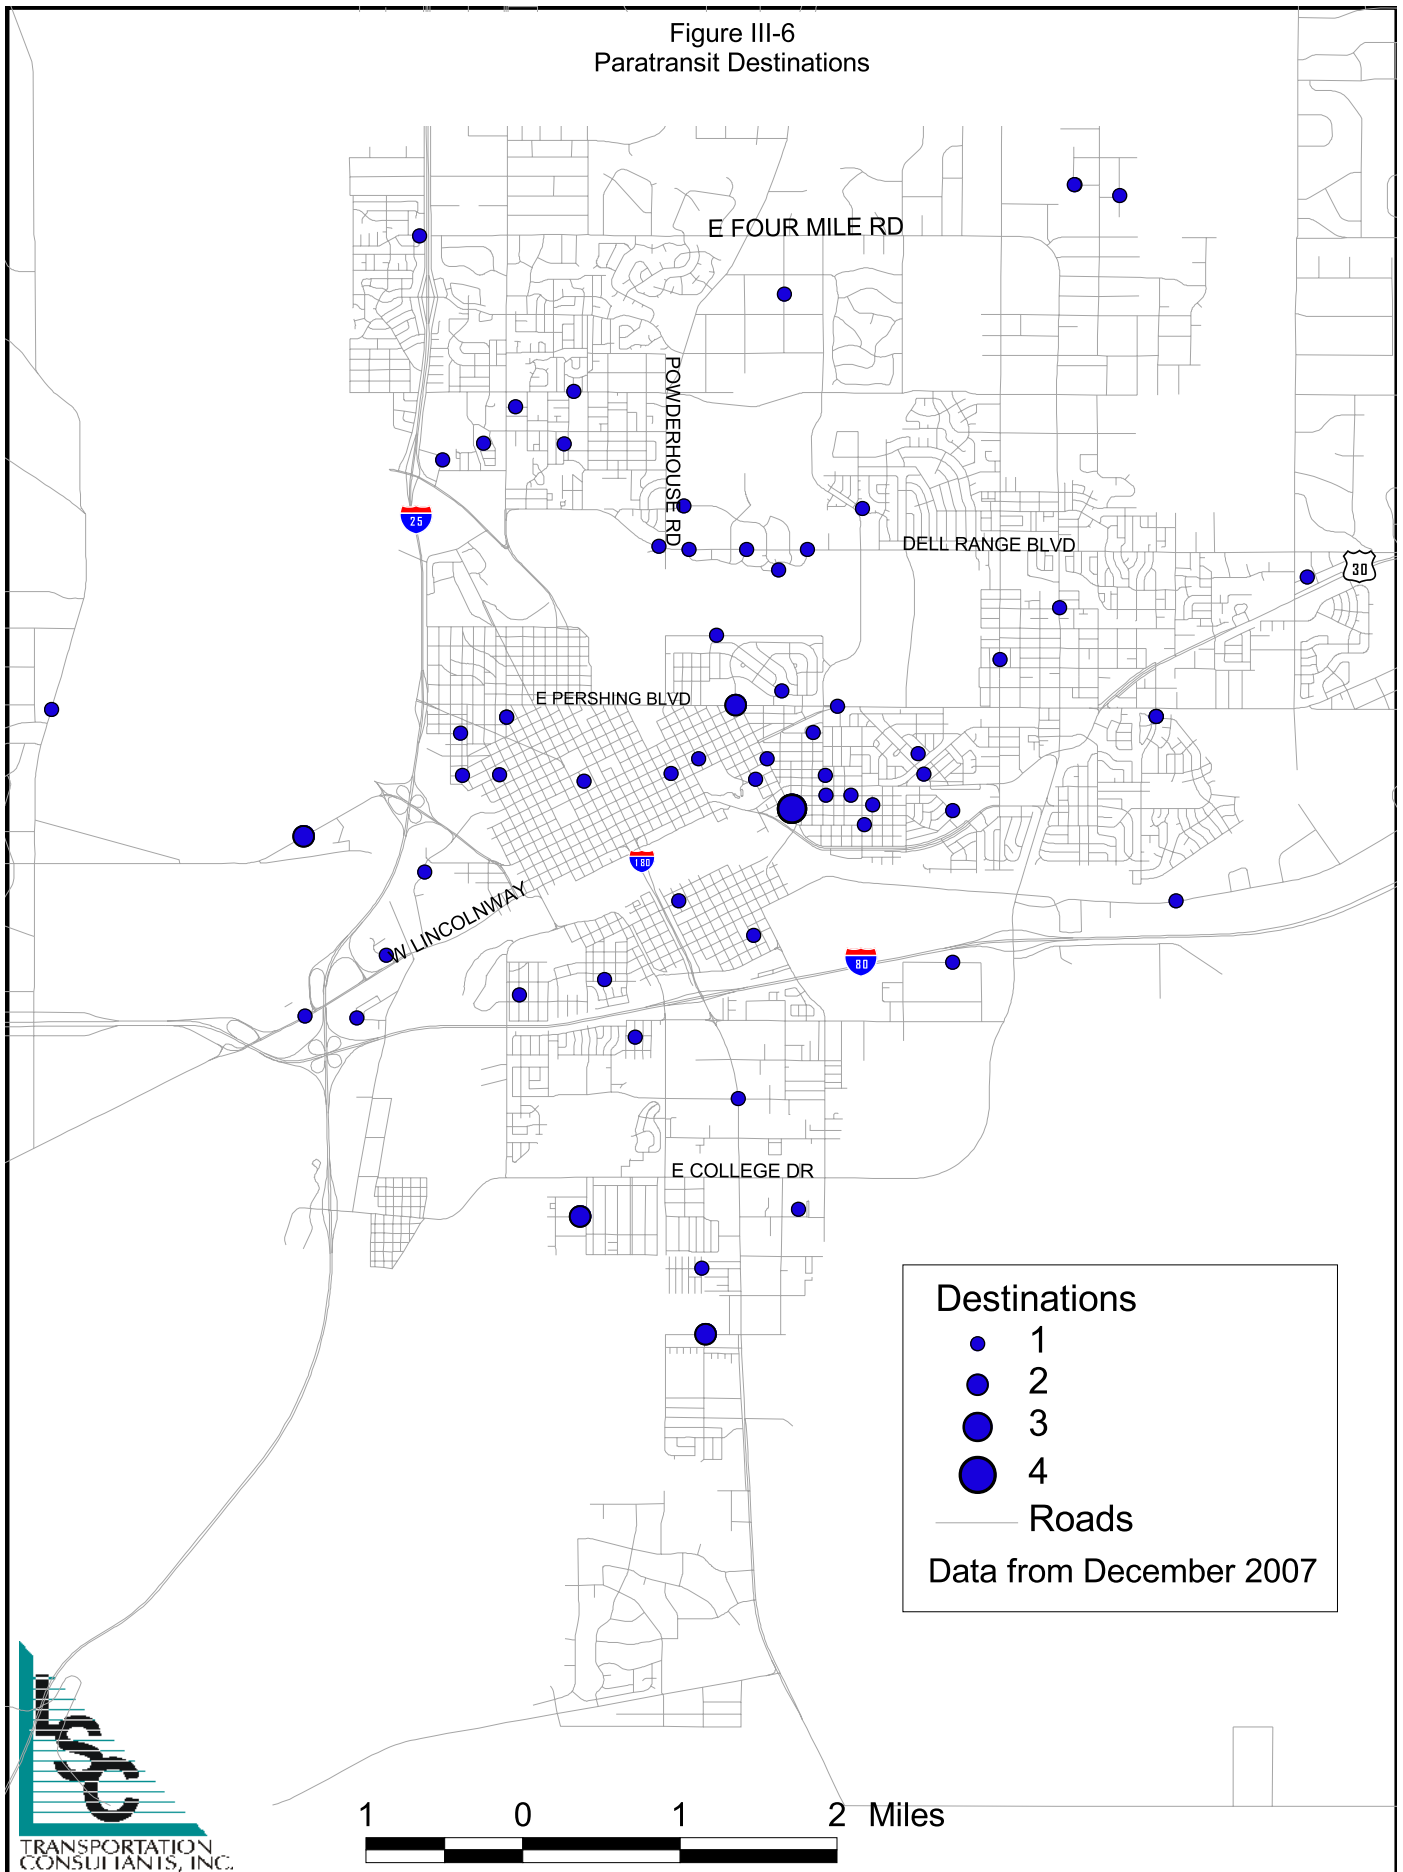 Figure III-6
Paratransit Destinations
E FOUR MILE RD
POWDERHOUSE RD
25
DELL RANGE BLVD
30
E PERSHING BLVD
180
W LINCOLNWAY
80
E COLLEGE DR
Destinations
1
2
3
4
Roads
Data from December 2007
LSC
TRANSPORTATION
CONSULTANTS, INC.
1 0 1 2 Miles